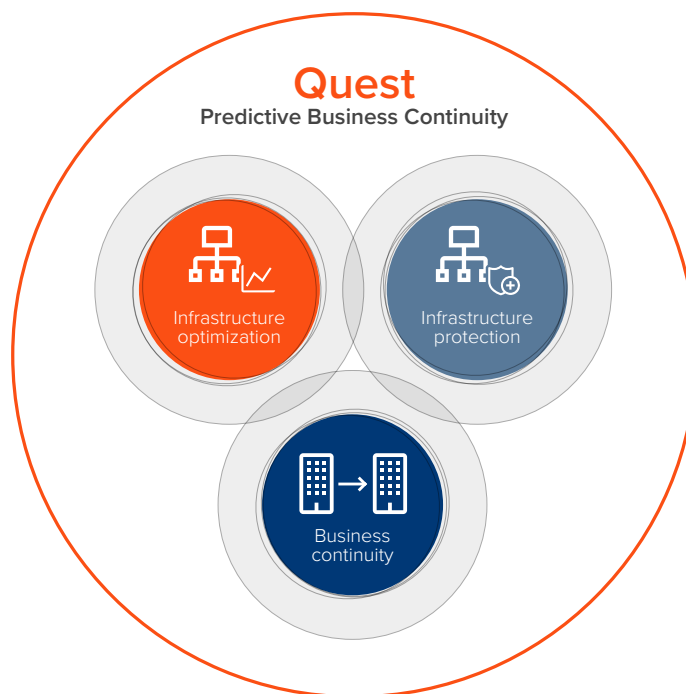 Quest
Predictive Business Continuity
Infrastructure
optimization
Infrastructure
protection
Business
continuity